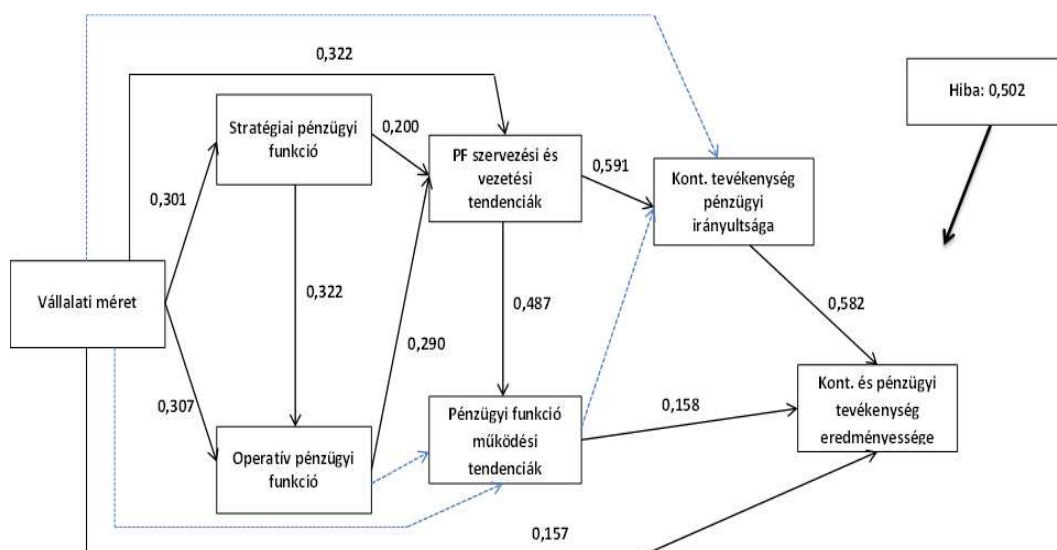 0,322
Hiba: 0,502
Stratégiai pénzügyi
funkció
0,200
PF szervezési és
vezetési
tendenciák
0,591
Kont. tevékenység
pénzügyi
irányultsága
0,301
Vállalati méret
0,322
0,487
0,582
0,290
0,307
Operatív pénzügyi
funkció
Pénzügyi funkció
működési
tendenciák
0,158
Kont. és pénzügyi
tevékenység
eredményessége
0,157